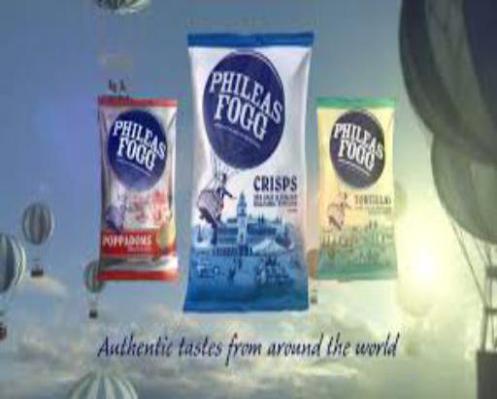 PHILEAS
FOGG
CRISPS
PHILEAS
FOGG
POPPADOMS
PHILEAS
FOGG
TORTILLAS
Authentic tastes from around the world